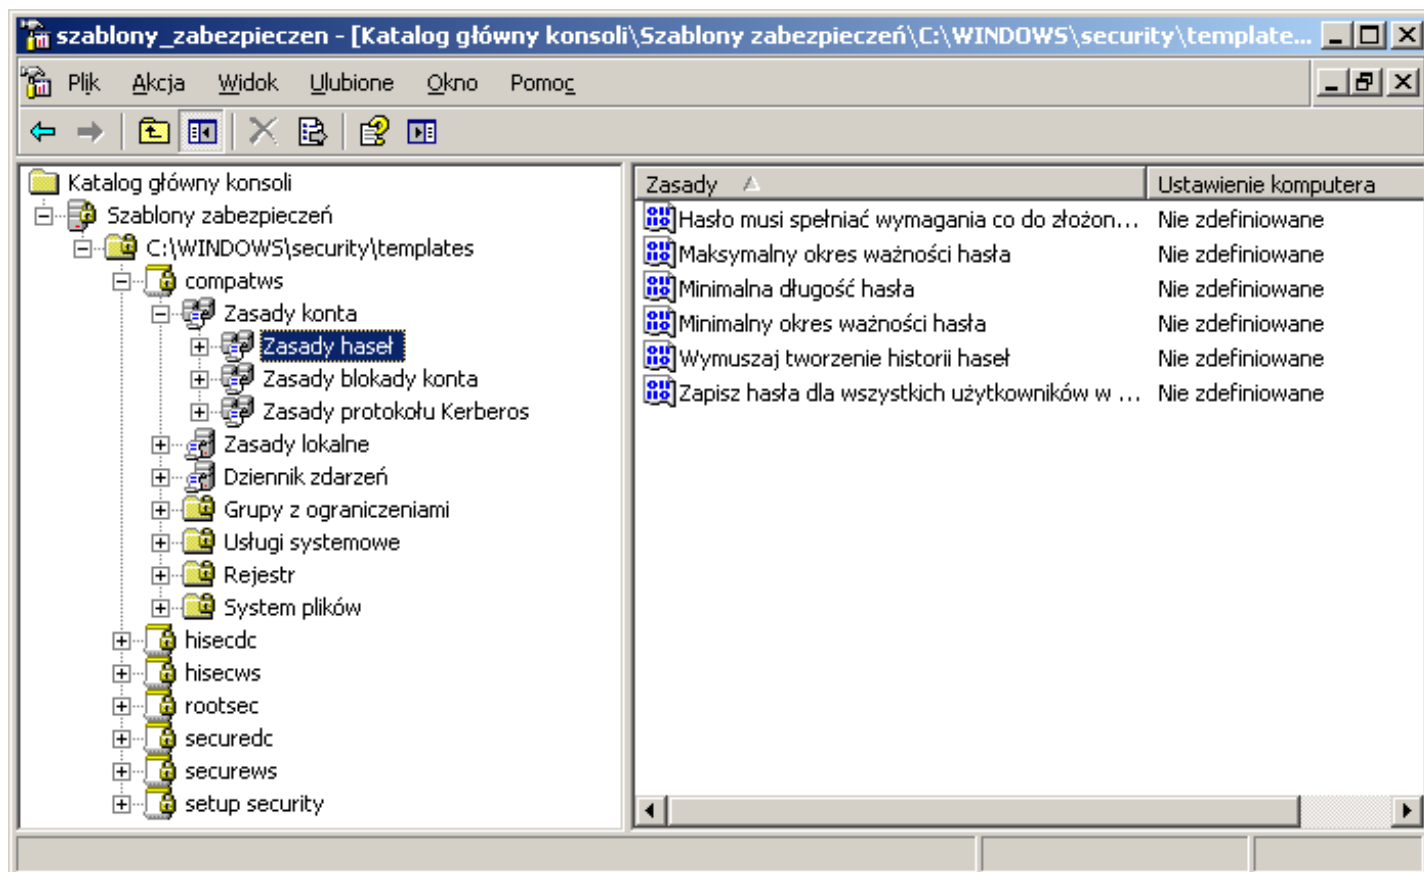 szablony_zabezpieczen - [Katalog główny konsoli\Szablony zabezpieczeń\C:\WINDOWS\security\template...
Plik Akcja Widok Ulubione Okno Pomoc
Katalog główny konsoli
Szablony zabezpieczeń
C:\WINDOWS\security\templates
compatws
Zasady konta
Zasady haseł
Zasady blokady konta
Zasady protokołu Kerberos
Zasady lokalne
Dziennik zdarzeń
Grupy z ograniczeniami
Usługi systemowe
Rejestr
System plików
hisecdc
hisecws
rootsec
securedc
securews
setup security
Zasady Ustawienie komputera
Hasło musi spełniać wymagania co do złożon... Nie zdefiniowane
Maksymalny okres ważności hasła Nie zdefiniowane
Minimalna długość hasła Nie zdefiniowane
Minimalny okres ważności hasła Nie zdefiniowane
Wymuszaj tworzenie historii haseł Nie zdefiniowane
Zapisz hasła dla wszystkich użytkowników w ... Nie zdefiniowane